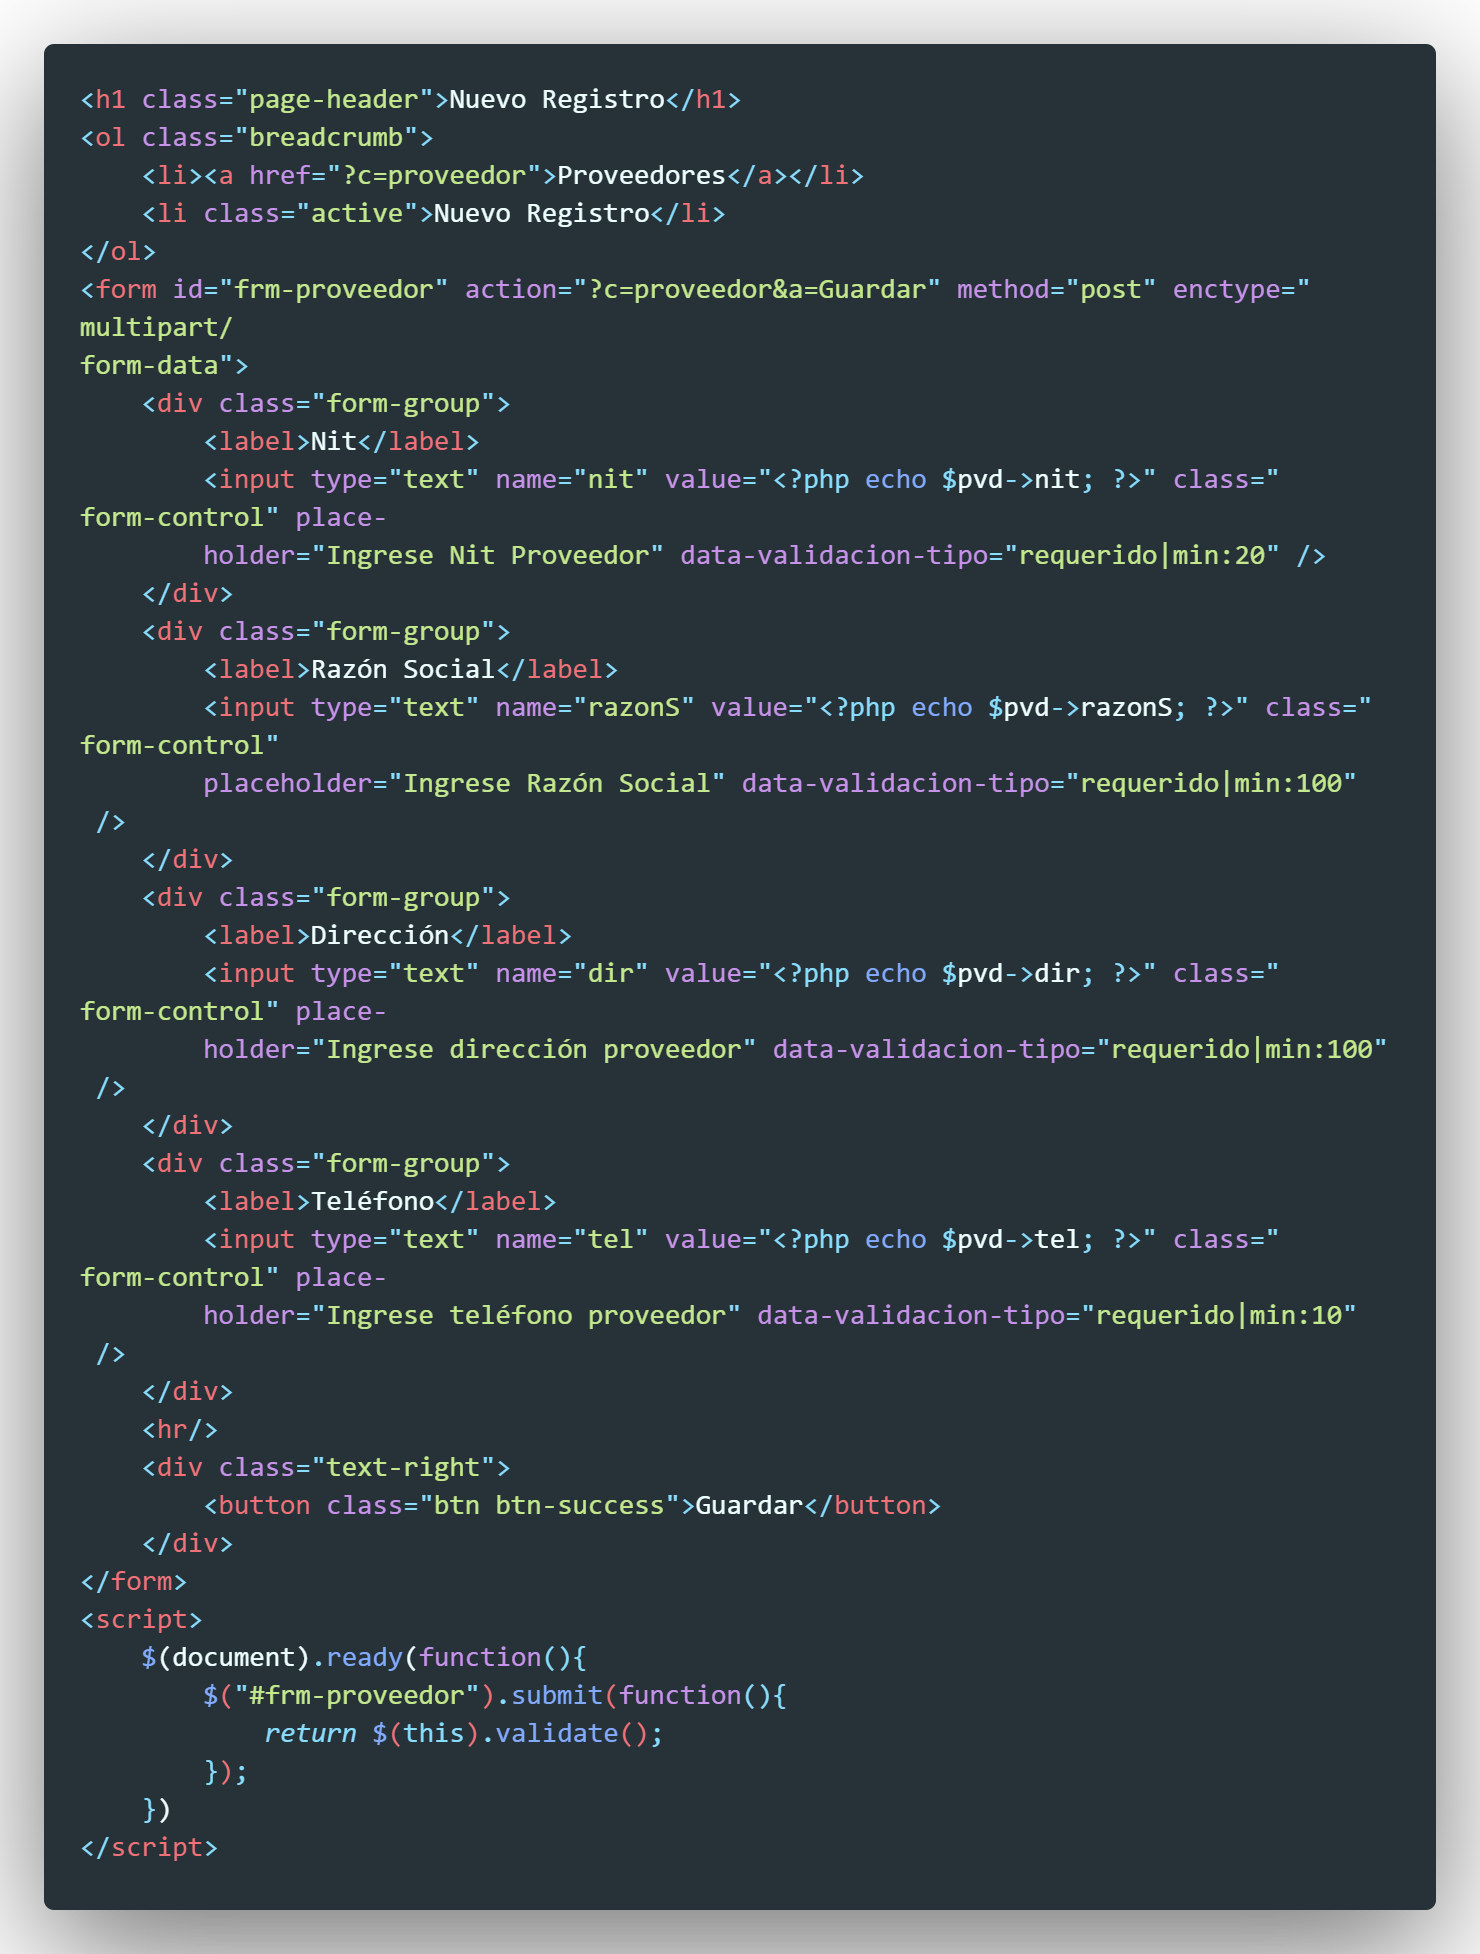 <h1 class="page-header">Nuevo Registro</h1>
<ol class="breadcrumb">
    <li><a href="?c=proveedor">Proveedores</a></li>
    <li class="active">Nuevo Registro</li>
</ol>
<form id="frm-proveedor" action="?c=proveedor&a=Guardar" method="post" enctype="
multipart/
form-data">
    <div class="form-group">
        <label>Nit</label>
        <input type="text" name="nit" value="<?php echo $pvd->nit; ?>" class="
form-control" place-
        holder="Ingrese Nit Proveedor" data-validacion-tipo="requerido|min:20" />
    </div>
    <div class="form-group">
        <label>Razón Social</label>
        <input type="text" name="razonS" value="<?php echo $pvd->razonS; ?>" class="
form-control"
        placeholder="Ingrese Razón Social" data-validacion-tipo="requerido|min:100"
 />
    </div>
    <div class="form-group">
        <label>Dirección</label>
        <input type="text" name="dir" value="<?php echo $pvd->dir; ?>" class="
form-control" place-
        holder="Ingrese dirección proveedor" data-validacion-tipo="requerido|min:100"
 />
    </div>
    <div class="form-group">
        <label>Teléfono</label>
        <input type="text" name="tel" value="<?php echo $pvd->tel; ?>" class="
form-control" place-
        holder="Ingrese teléfono proveedor" data-validacion-tipo="requerido|min:10"
 />
    </div>
    <hr/>
    <div class="text-right">
        <button class="btn btn-success">Guardar</button>
    </div>
</form>
<script>
    $(document).ready(function(){
        $("#frm-proveedor").submit(function(){
            return $(this).validate();
        });
    })
</script>